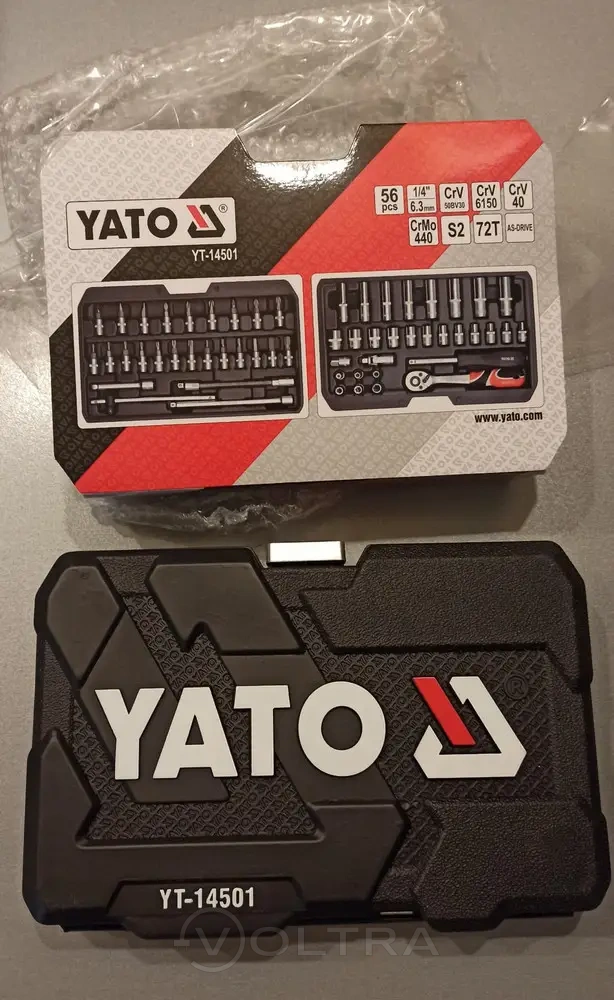 YATO ®
YT-14501
56 pcs
1/4" 6.3mm
CrV 50BV30
CrV 6150
CrV 40
CrMo 440
S2
72T
AS-DRIVE
www.yato.com
YATO ®
YT-14501
VOLTRA